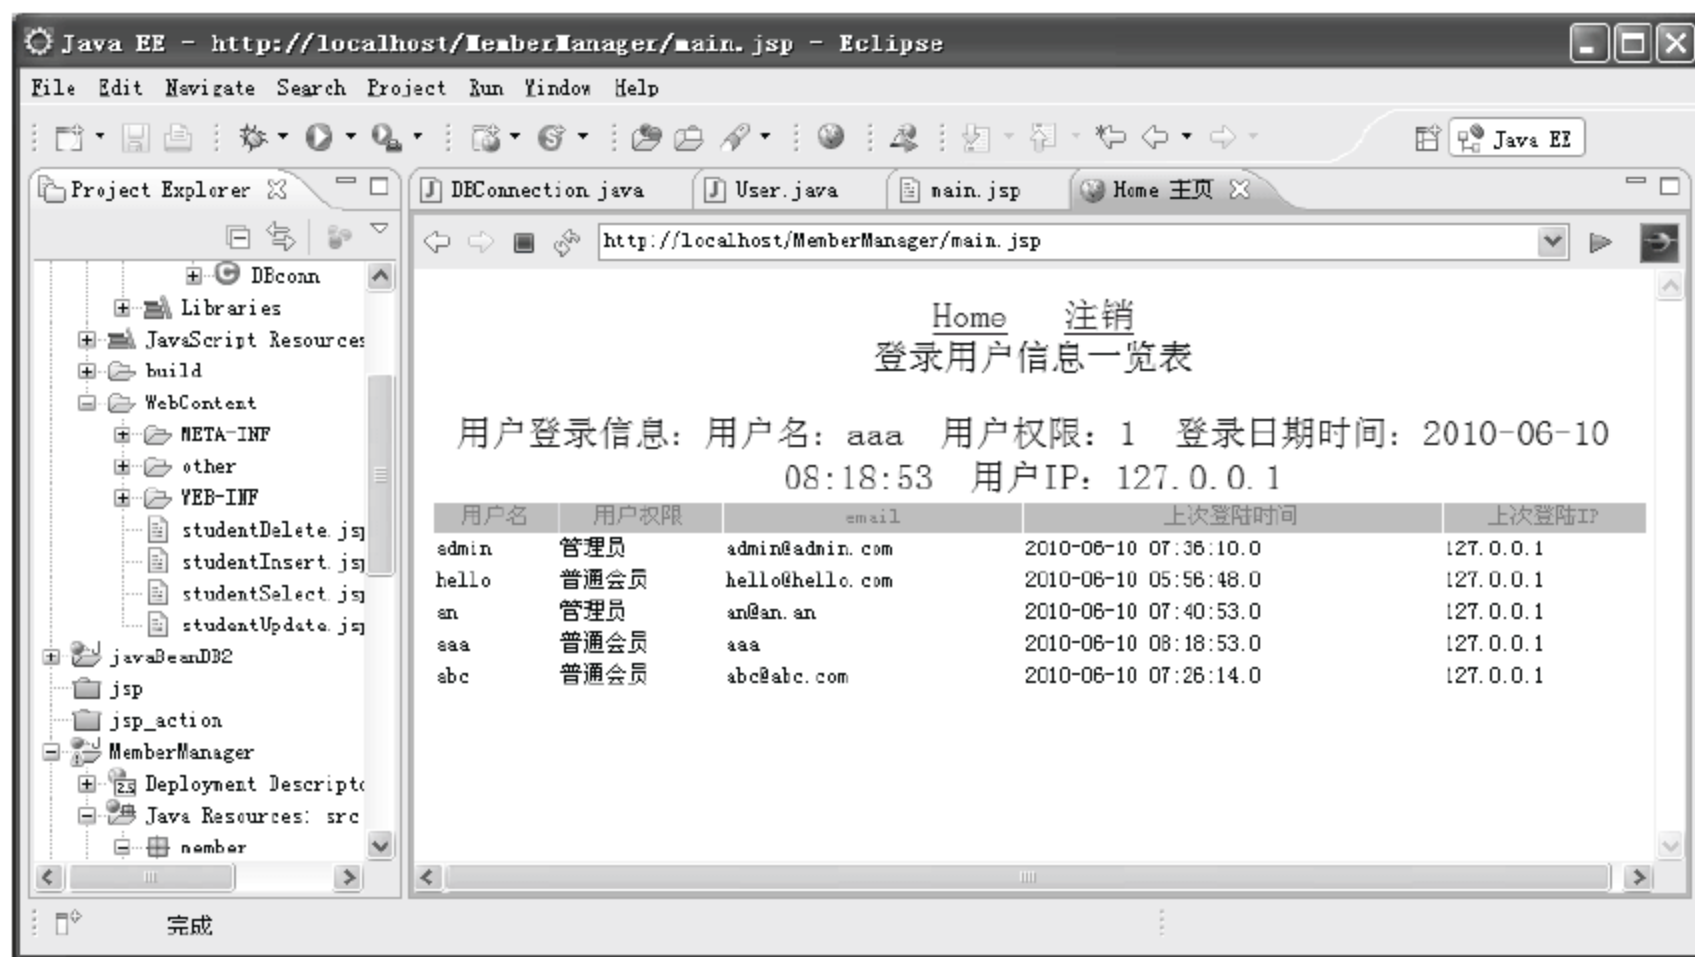 Java EE - http://localhost/MemberManager/main.jsp - Eclipse
File Edit Navigate Search Project Run Window Help
Java EE
Project Explorer
DBConnection.java
User.java
main.jsp
Home 主页
http://localhost/MemberManager/main.jsp
DBconn
Libraries
JavaScript Resources
build
WebContent
META-INF
other
WEB-INF
studentDelete.jsp
studentInsert.jsp
studentSelect.jsp
studentUpdate.jsp
javaBeanDB2
jsp
jsp_action
MemberManager
Deployment Descripto
Java Resources: src
member
Home 注销
登录用户信息一览表
用户登录信息: 用户名: aaa 用户权限: 1 登录日期时间: 2010-06-10
08:18:53 用户IP: 127.0.0.1
用户名 用户权限 email 上次登陆时间 上次登陆IP
admin 管理员 admin@admin.com 2010-06-10 07:36:10.0 127.0.0.1
hello 普通会员 hello@hello.com 2010-06-10 05:56:48.0 127.0.0.1
an 管理员 an@an.an 2010-06-10 07:40:53.0 127.0.0.1
aaa 普通会员 aaa 2010-06-10 08:18:53.0 127.0.0.1
abc 普通会员 abc@abc.com 2010-06-10 07:26:14.0 127.0.0.1
完成